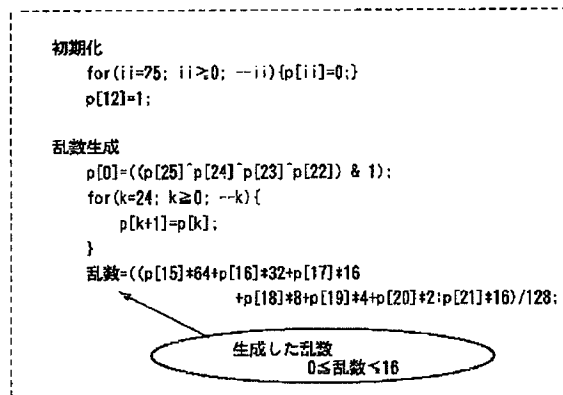 初期化
for(ii=25; ii≧0; --ii){p[ii]=0;}
p[12]=1;
乱数生成
p[0]=((p[25]^p[24]^p[23]^p[22]) & 1);
for(k=24; k≧0; --k){
p[k+1]=p[k];
}
乱数=((p[15]*64+p[16]*32+p[17]*16
+p[18]*8+p[19]*4+p[20]*2+p[21]*16)/128;
生成した乱数
0≦乱数≦16